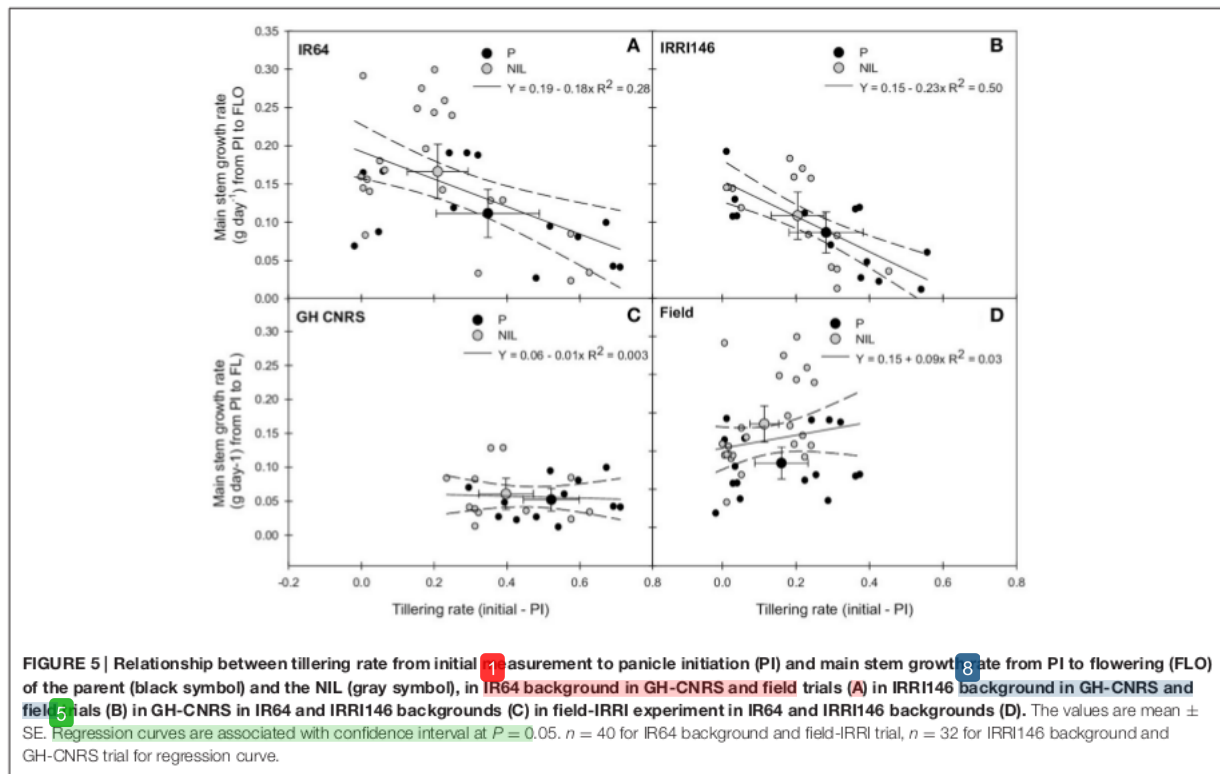 0.35
IR64
A
P
NIL
Y = 0.19 - 0.18x R² = 0.28
0.30
0.25
0.20
0.15
0.10
0.05
0.00
Main stem growth rate
(g day⁻¹) from PI to FLO
IRRI146
B
P
NIL
Y = 0.15 - 0.23x R² = 0.50
GH CNRS
C
P
NIL
Y = 0.06 - 0.01x R² = 0.003
0.30
0.25
0.20
0.15
0.10
0.05
0.00
Main stem growth rate
(g day-1) from PI to FL)
-0.2 0.0 0.2 0.4 0.6 0.8
Tillering rate (initial - PI)
Field
D
P
NIL
Y = 0.15 + 0.09x R² = 0.03
0.0 0.2 0.4 0.6 0.8
Tillering rate (initial - PI)
1
8
FIGURE 5 | Relationship between tillering rate from initial measurement to panicle initiation (PI) and main stem growth rate from PI to flowering (FLO)
of the parent (black symbol) and the NIL (gray symbol), in IR64 background in GH-CNRS and field trials (A) in IRRI146 background in GH-CNRS and
5
field trials (B) in GH-CNRS in IR64 and IRRI146 backgrounds (C) in field-IRRI experiment in IR64 and IRRI146 backgrounds (D). The values are mean ±
SE. Regression curves are associated with confidence interval at P = 0.05. n = 40 for IR64 background and field-IRRI trial, n = 32 for IRRI146 background and
GH-CNRS trial for regression curve.